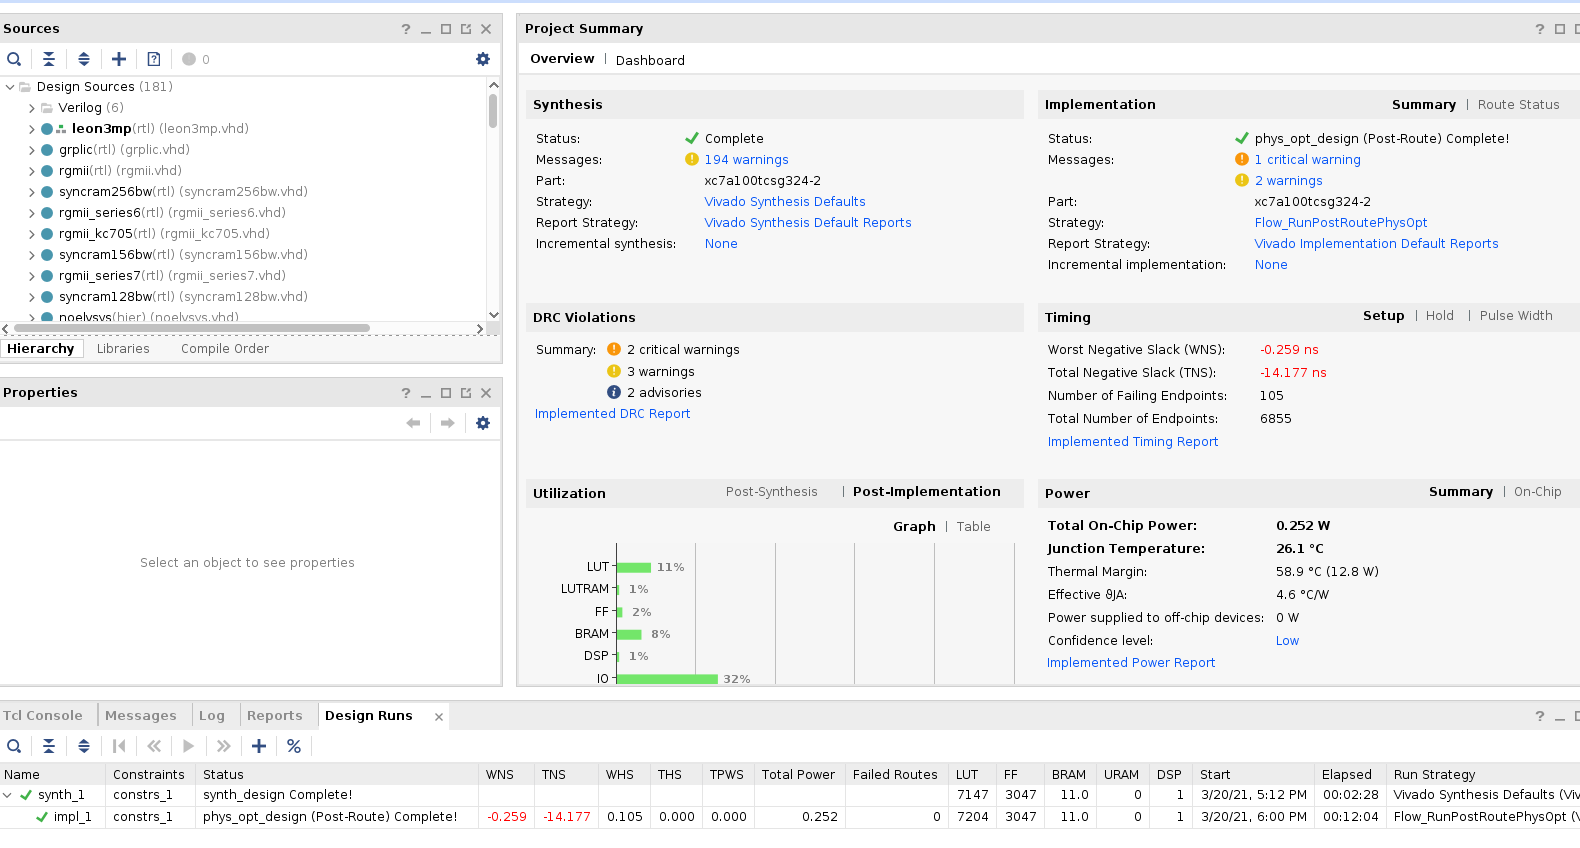 Sources
0
Design Sources (181)
Verilog (6)
leon3mp(rtl) (leon3mp.vhd)
grplic(rtl) (grplic.vhd)
rgmii(rtl) (rgmii.vhd)
syncram256bw(rtl) (syncram256bw.vhd)
rgmii_series6(rtl) (rgmii_series6.vhd)
rgmii_kc705(rtl) (rgmii_kc705.vhd)
syncram156bw(rtl) (syncram156bw.vhd)
rgmii_series7(rtl) (rgmii_series7.vhd)
syncram128bw(rtl) (syncram128bw.vhd)
noelvsys(hier) (noelvsys.vhd)
Hierarchy Libraries Compile Order
Properties
Select an object to see properties
Project Summary
Overview | Dashboard
Synthesis
Status: Complete
Messages: 194 warnings
Part: xc7a100tcsg324-2
Strategy: Vivado Synthesis Defaults
Report Strategy: Vivado Synthesis Default Reports
Incremental synthesis: None
Implementation Summary | Route Status
Status: phys_opt_design (Post-Route) Complete!
Messages: 1 critical warning
2 warnings
Part: xc7a100tcsg324-2
Strategy: Flow_RunPostRoutePhysOpt
Report Strategy: Vivado Implementation Default Reports
Incremental implementation: None
DRC Violations
Summary: 2 critical warnings
3 warnings
2 advisories
Implemented DRC Report
Timing Setup | Hold | Pulse Width
Worst Negative Slack (WNS): -0.259 ns
Total Negative Slack (TNS): -14.177 ns
Number of Failing Endpoints: 105
Total Number of Endpoints: 6855
Implemented Timing Report
Utilization Post-Synthesis | Post-Implementation
Graph | Table
LUT 11%
LUTRAM 1%
FF 2%
BRAM 8%
DSP 1%
IO 32%
Power Summary | On-Chip
Total On-Chip Power: 0.252 W
Junction Temperature: 26.1 °C
Thermal Margin: 58.9 °C (12.8 W)
Effective ϑJA: 4.6 °C/W
Power supplied to off-chip devices: 0 W
Confidence level: Low
Implemented Power Report
Tcl Console Messages Log Reports Design Runs
Name Constraints Status WNS TNS WHS THS TPWS Total Power Failed Routes LUT FF BRAM URAM DSP Start Elapsed Run Strategy
synth_1 constrs_1 synth_design Complete! 7147 3047 11.0 0 1 3/20/21, 5:12 PM 00:02:28 Vivado Synthesis Defaults (Viv
impl_1 constrs_1 phys_opt_design (Post-Route) Complete! -0.259 -14.177 0.105 0.000 0.000 0.252 0 7204 3047 11.0 0 1 3/20/21, 6:00 PM 00:12:04 Flow_RunPostRoutePhysOpt (V